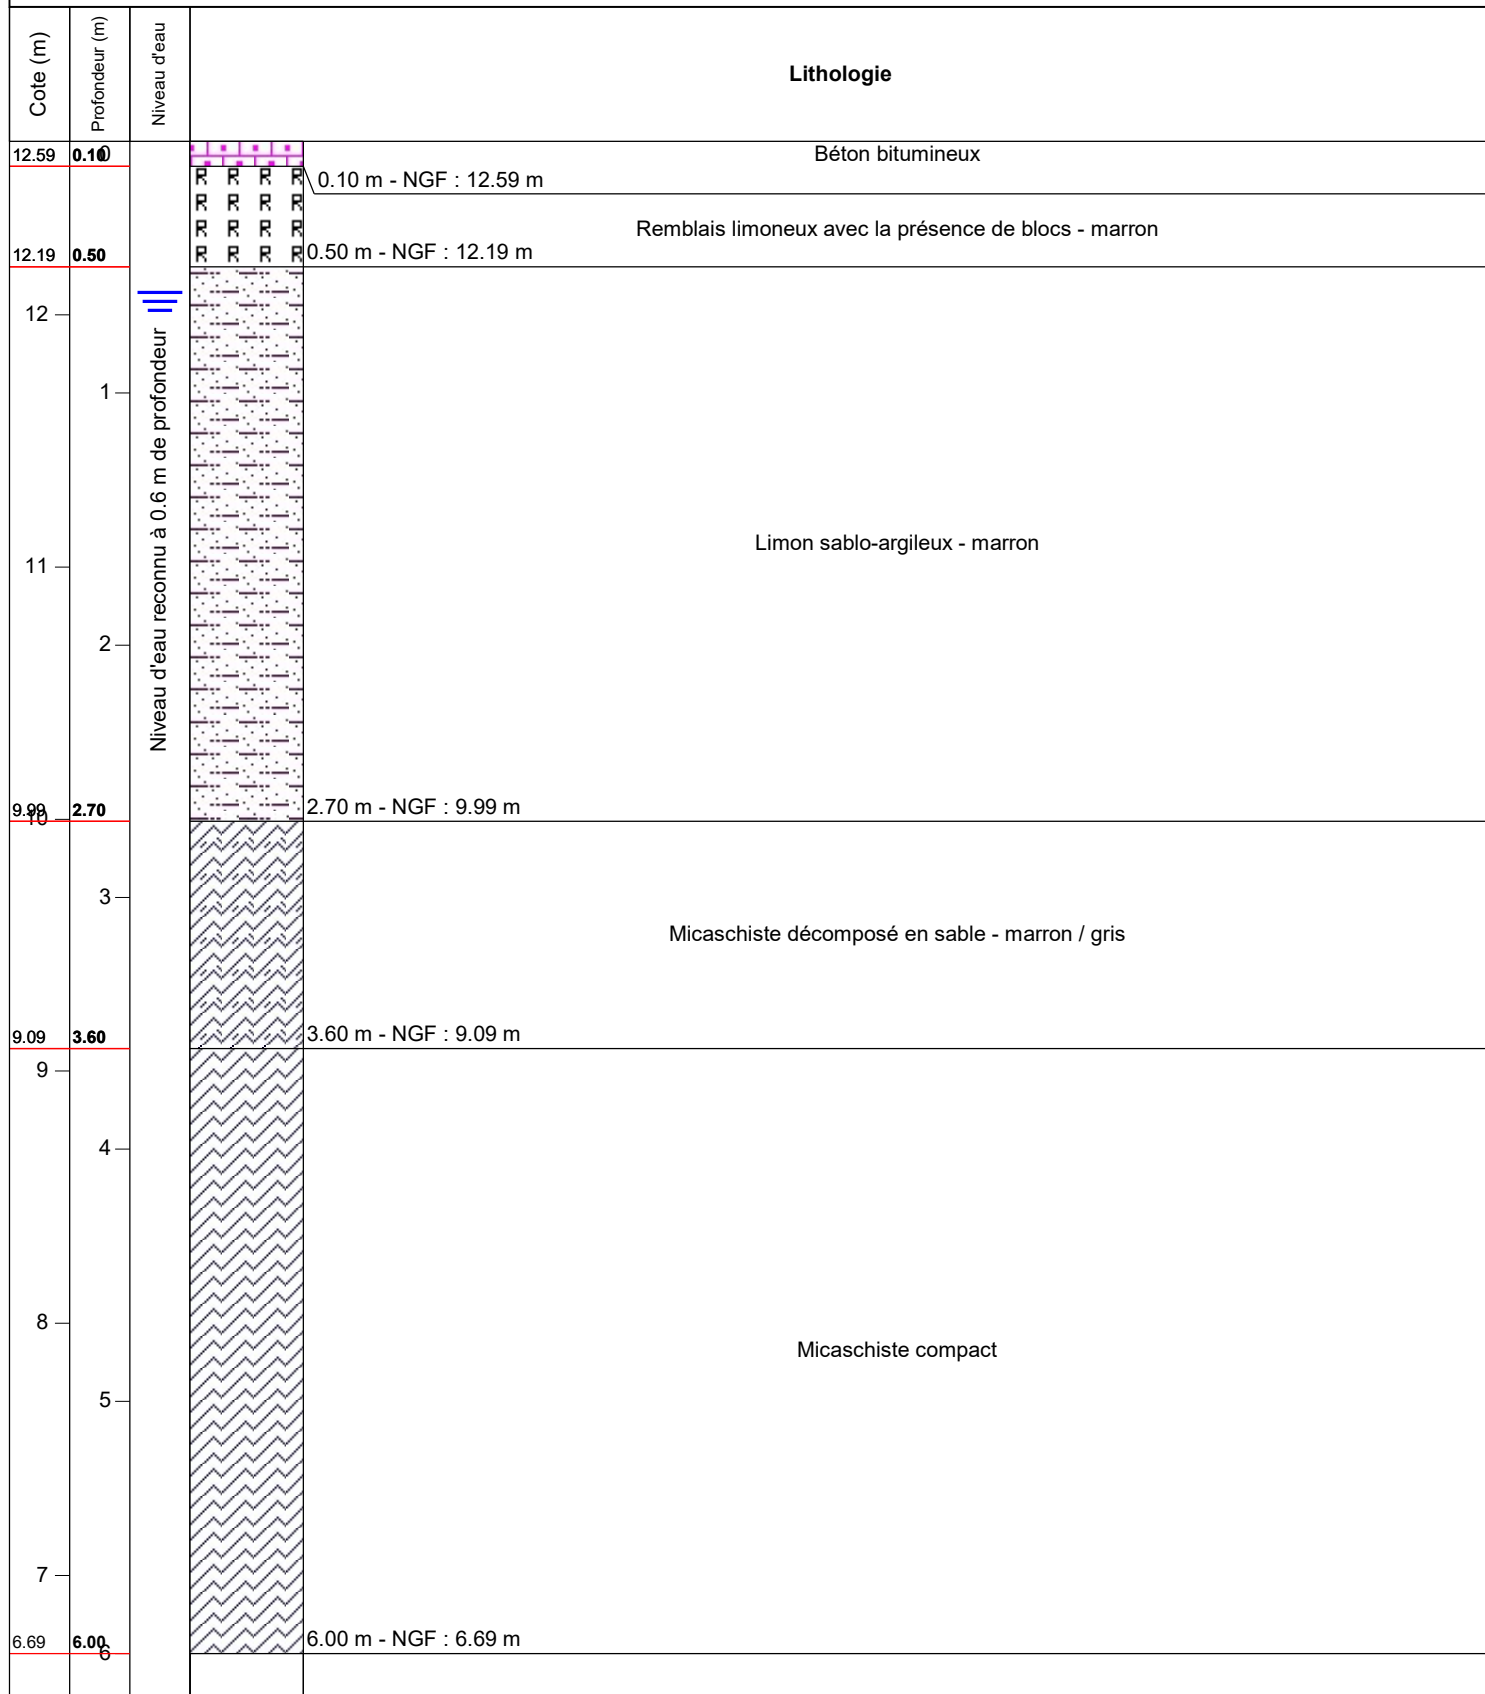 Cote (m)
Profondeur (m)
Niveau d'eau
Lithologie
12.59
0.10
0
Béton bitumineux
0.10 m - NGF : 12.59 m
Remblais limoneux avec la présence de blocs - marron
12.19
0.50
0.50 m - NGF : 12.19 m
12
1
Niveau d'eau reconnu à 0.6 m de profondeur
Limon sablo-argileux - marron
11
2
9.99
10
2.70
2.70 m - NGF : 9.99 m
3
Micaschiste décomposé en sable - marron / gris
9.09
3.60
3.60 m - NGF : 9.09 m
9
4
8
Micaschiste compact
5
7
6.69
6.00
6
6.00 m - NGF : 6.69 m